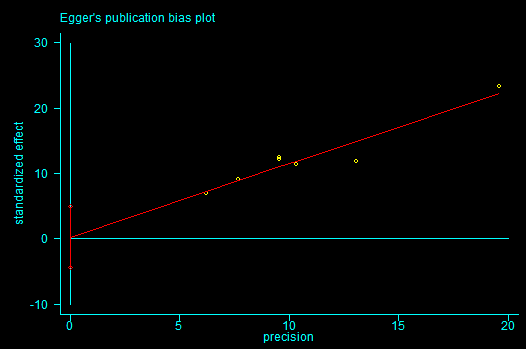 Egger's publication bias plot
30
20
10
0
-10
standardized effect
0 5 10 15 20
precision